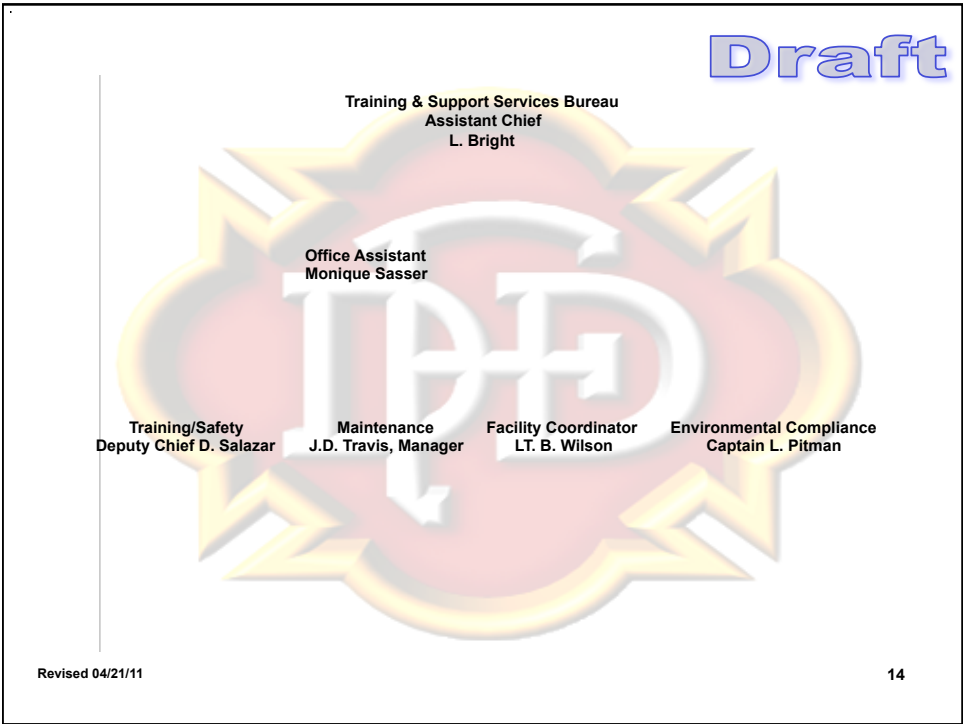 Draft
Training & Support Services Bureau
Assistant Chief
L. Bright
Office Assistant
Monique Sasser
Training/Safety
Deputy Chief D. Salazar
Maintenance
J.D. Travis, Manager
Facility Coordinator
LT. B. Wilson
Environmental Compliance
Captain L. Pitman
DFD
Revised 04/21/11
14